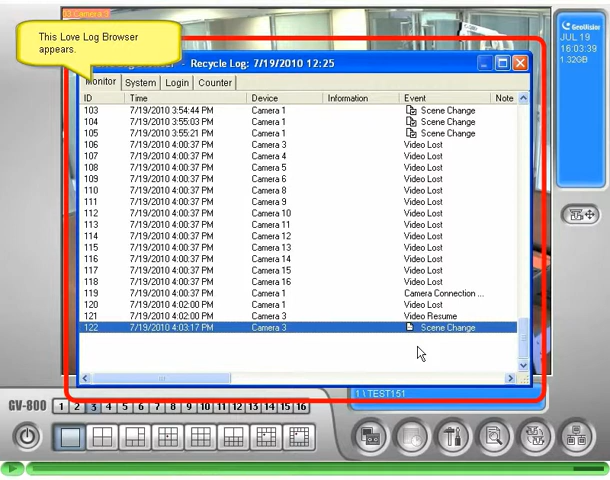 Camera 3
This Love Log Browser
appears.
GeoVision
JUL 19
16:03:39
1.32GB
- Recycle Log: 7/19/2010 12:25
Monitor System Login Counter
ID Time Device Information Event Note
103 7/19/2010 3:54:44 PM Camera 1 Scene Change
104 7/19/2010 3:55:03 PM Camera 1 Scene Change
105 7/19/2010 3:55:21 PM Camera 1 Scene Change
106 7/19/2010 4:00:37 PM Camera 3 Video Lost
107 7/19/2010 4:00:37 PM Camera 4 Video Lost
108 7/19/2010 4:00:37 PM Camera 5 Video Lost
109 7/19/2010 4:00:37 PM Camera 6 Video Lost
110 7/19/2010 4:00:37 PM Camera 8 Video Lost
111 7/19/2010 4:00:37 PM Camera 9 Video Lost
112 7/19/2010 4:00:37 PM Camera 10 Video Lost
113 7/19/2010 4:00:37 PM Camera 11 Video Lost
114 7/19/2010 4:00:37 PM Camera 12 Video Lost
115 7/19/2010 4:00:37 PM Camera 13 Video Lost
116 7/19/2010 4:00:37 PM Camera 14 Video Lost
117 7/19/2010 4:00:37 PM Camera 15 Video Lost
118 7/19/2010 4:00:37 PM Camera 16 Video Lost
119 7/19/2010 4:00:37 PM Camera 1 Camera Connection ...
120 7/19/2010 4:02:00 PM Camera 1 Video Lost
121 7/19/2010 4:02:00 PM Camera 3 Video Resume
122 7/19/2010 4:03:17 PM Camera 3 Scene Change
1 \ TEST151
GV-800 1 2 3 4 5 6 7 8 9 10 11 12 13 14 15 16